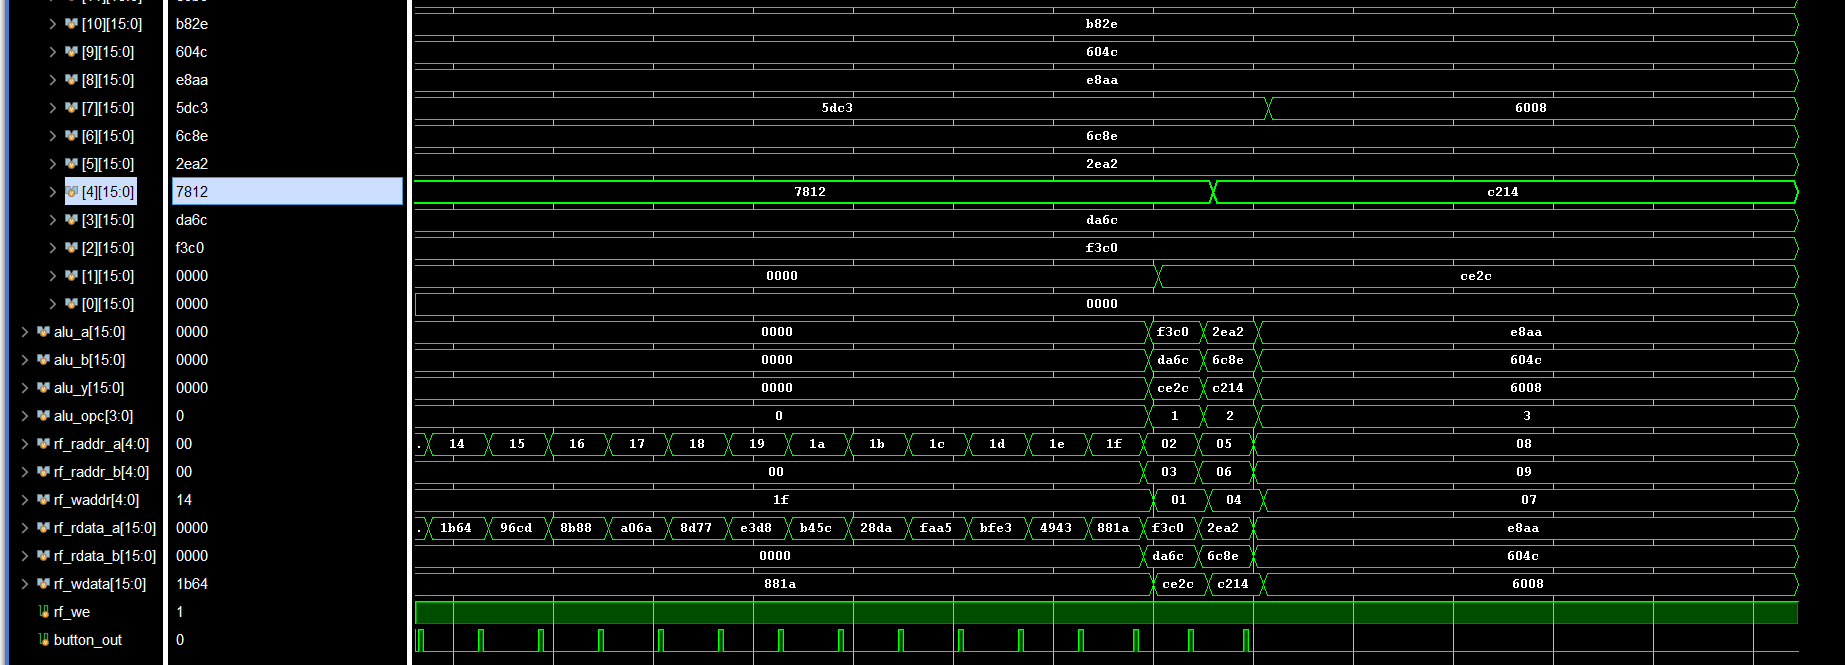 [10][15:0] b82e b82e
[9][15:0] 604c 604c
[8][15:0] e8aa e8aa
[7][15:0] 5dc3 5dc3 6008
[6][15:0] 6c8e 6c8e
[5][15:0] 2ea2 2ea2
[4][15:0] 7812 7812 c214
[3][15:0] da6c da6c
[2][15:0] f3c0 f3c0
[1][15:0] 0000 0000 ce2c
[0][15:0] 0000 0000
alu_a[15:0] 0000 0000 f3c0 2ea2 e8aa
alu_b[15:0] 0000 0000 da6c 6c8e 604c
alu_y[15:0] 0000 0000 ce2c c214 6008
alu_opc[3:0] 0 0 1 2 3
rf_raddr_a[4:0] 00 . 14 15 16 17 18 19 1a 1b 1c 1d 1e 1f 02 05 08
rf_raddr_b[4:0] 00 00 03 06 09
rf_waddr[4:0] 14 1f 01 04 07
rf_rdata_a[15:0] 0000 . 1b64 96cd 8b88 a06a 8d77 e3d8 b45c 28da faa5 bfe3 4943 881a f3c0 2ea2 e8aa
rf_rdata_b[15:0] 0000 0000 da6c 6c8e 604c
rf_wdata[15:0] 1b64 881a ce2c c214 6008
rf_we 1
button_out 0